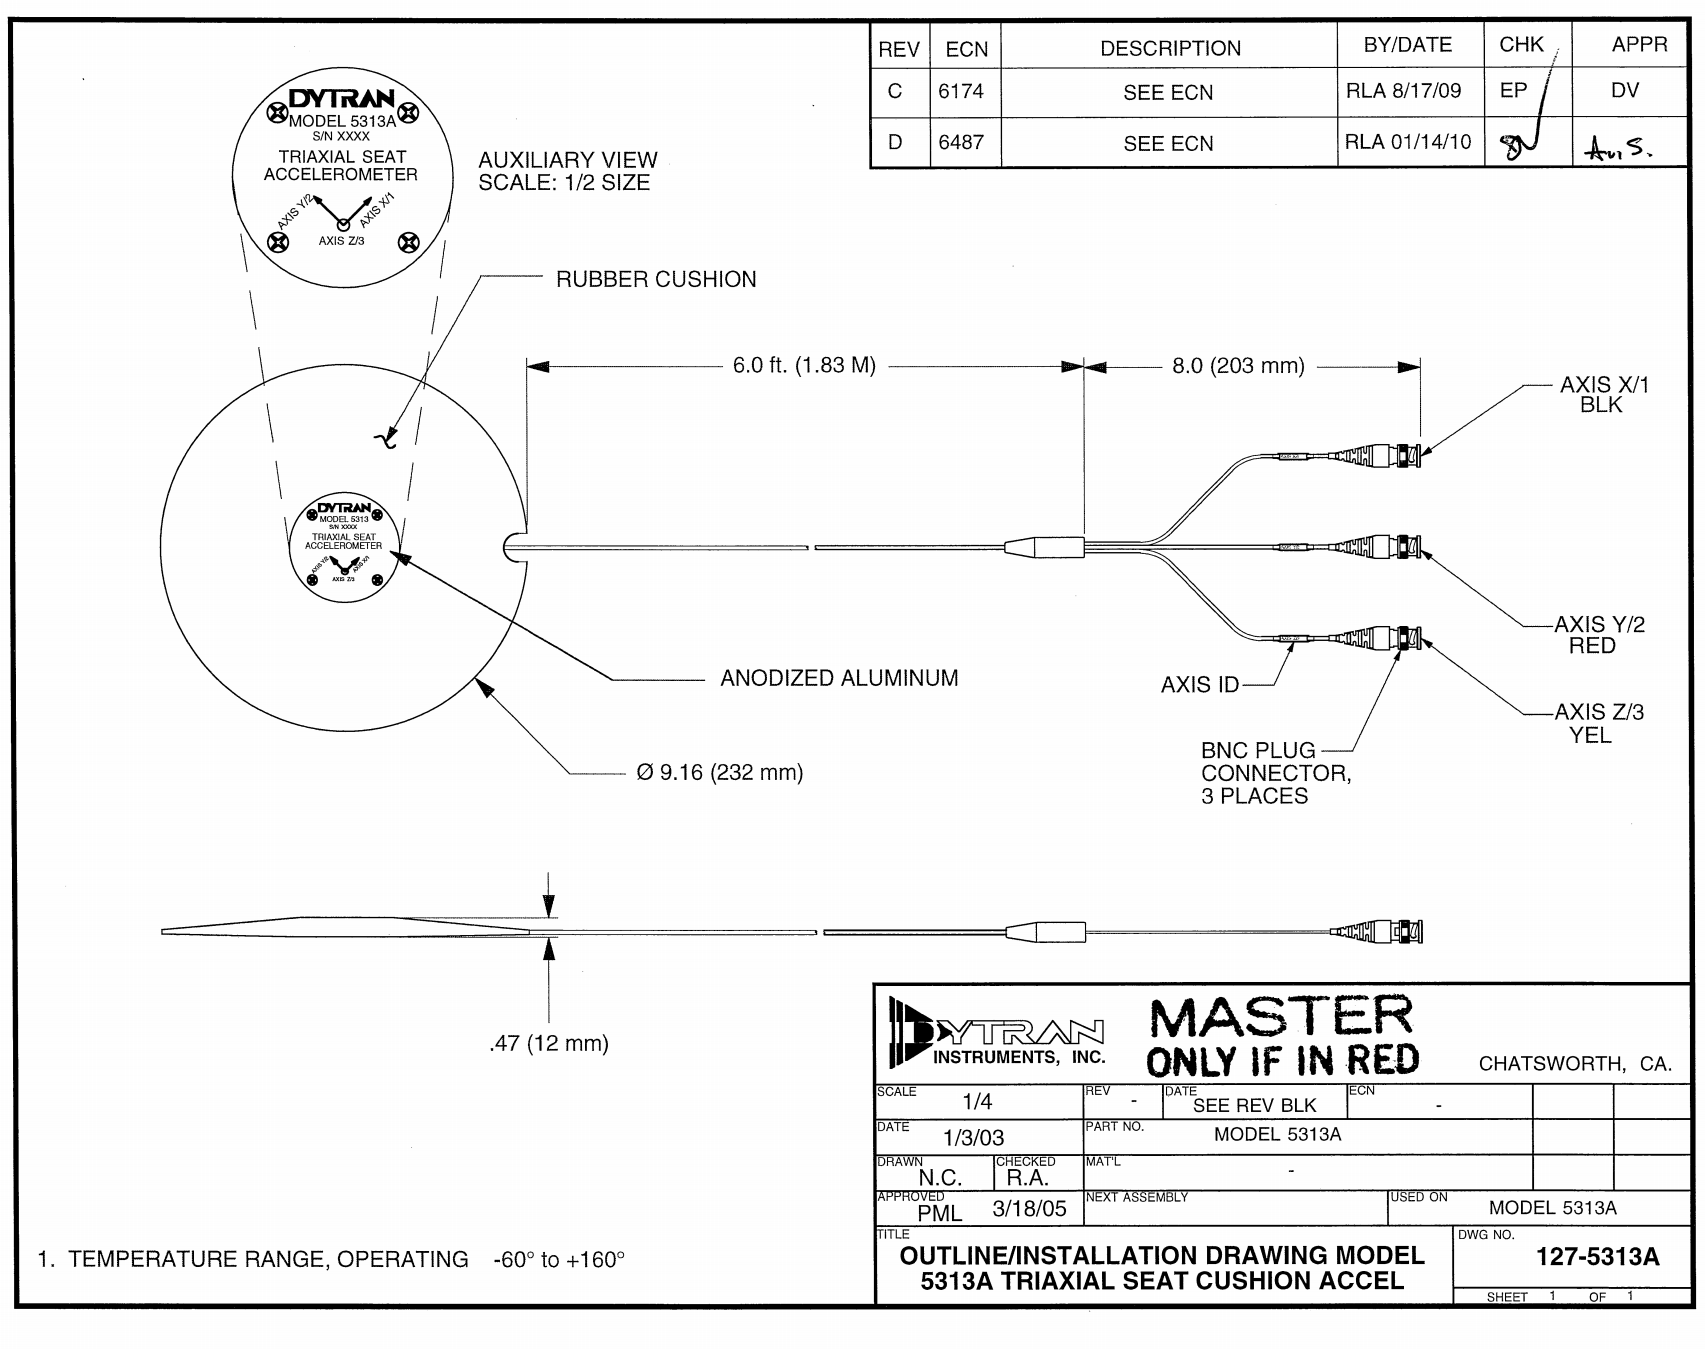 REV ECN DESCRIPTION BY/DATE CHK APPR
C 6174 SEE ECN RLA 8/17/09 EP DV
D 6487 SEE ECN RLA 01/14/10
DYTRAN
MODEL 5313A
S/N XXXX
TRIAXIAL SEAT
ACCELEROMETER
AXIS Y/2
AXIS X/1
AXIS Z/3
AUXILIARY VIEW
SCALE: 1/2 SIZE
RUBBER CUSHION
6.0 ft. (1.83 M)
8.0 (203 mm)
AXIS X/1
BLK
DYTRAN
MODEL 5313
S/N XXXX
TRIAXIAL SEAT
ACCELEROMETER
AXIS Y/2
AXIS X/1
AXIS Z/3
AXIS Y/2
RED
ANODIZED ALUMINUM
AXIS ID
AXIS Z/3
YEL
BNC PLUG
CONNECTOR,
3 PLACES
Ø 9.16 (232 mm)
.47 (12 mm)
DYTRAN
INSTRUMENTS, INC.
MASTER
ONLY IF IN RED
CHATSWORTH, CA.
SCALE 1/4
REV -
DATE SEE REV BLK
ECN -
DATE 1/3/03
PART NO. MODEL 5313A
DRAWN N.C.
CHECKED R.A.
MAT'L -
APPROVED PML 3/18/05
NEXT ASSEMBLY
USED ON MODEL 5313A
TITLE
OUTLINE/INSTALLATION DRAWING MODEL
5313A TRIAXIAL SEAT CUSHION ACCEL
DWG NO. 127-5313A
SHEET 1 OF 1
1. TEMPERATURE RANGE, OPERATING -60° to +160°